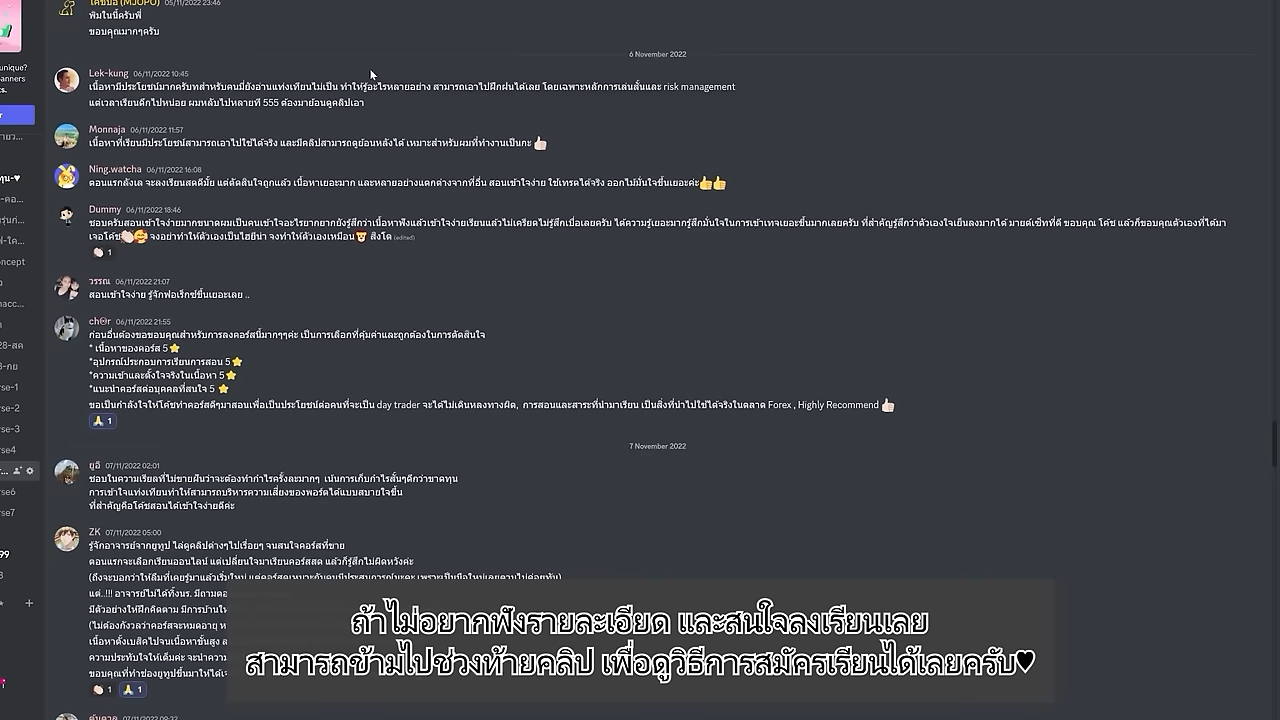 โค้ชบอ (MJOPO) 05/11/2022 23:46
พิมในนี้ครับพี่
ขอบคุณมากๆครับ
unique?
anners
ts.
6 November 2022
Lek-kung 06/11/2022 10:45
เนื้อหามีประโยชน์มากครับทสำหรับคนมี่ยังอ่านแท่งเทียนไม่เป็น ทำให้รู้อะไรหลายอย่าง สามารถเอาไปฝึกฝนได้เลย โดยเฉพาะหลักการเล่นสั้นและ risk management
แต่เวลาเรียนดึกไปหน่อย ผมหลับไปหลายที 555 ต้องมาย้อนดูคลิปเอา
Monnaja 06/11/2022 11:57
เนื้อหาที่เรียนมีประโยชน์สามารถเอาไปใช้ได้จริง และมีคลิปสามารถดูย้อนหลังได้ เหมาะสำหรับผมที่ทำงานเป็นกะ 👍🏻
Ning.watcha 06/11/2022 16:08
ตอนแรกลังเล จะลงเรียนสดดีมั้ย แต่ตัดสินใจถูกแล้ว เนื้อหาเยอะมาก และหลายอย่างแตกต่างจากที่อื่น สอนเข้าใจง่าย ใช้เทรดได้จริง ออกไม้มั่นใจขึ้นเยอะค่ะ👍👍
Dummy 06/11/2022 18:46
ชอบครับสอนเข้าใจง่ายมากขนาดผมเป็นคนเข้าใจอะไรยากยากยังรู้สึกว่าเนื้อหาฟังแล้วเข้าใจง่ายเรียนแล้วไม่เครียดไม่รู้สึกเบื่อเลยครับ ได้ความรู้เยอะมากรู้สึกมั่นใจในการเข้าเทจเยอะขึ้นมากเลยครับ ที่สำคัญรู้สึกว่าตัวเองใจเย็นลงมากได้ มายด์เซ็ทที่ดี ขอบคุณ โค้ช แล้วก็ขอบคุณตัวเองที่ได้มา
เจอโค้ช👏🏻🥰 จงอย่าทำให้ตัวเองเป็นไฮยีน่า จงทำให้ตัวเองเหมือน🦁 สิงโต (edited)
👏🏻 1
วรรณ 06/11/2022 21:07
สอนเข้าใจง่าย รู้จักฟอเร็กซ์ขึ้นเยอะเลย ..
chӨr 06/11/2022 21:55
ก่อนอื่นต้องขอขอบคุณสำหรับการลงคอร์สนี้มากๆๆค่ะ เป็นการเลือกที่คุ้มค่าและถูกต้องในการตัดสินใจ
* เนื้อหาของคอร์ส 5⭐
*อุปกรณ์ประกอบการเรียนการสอน 5⭐
*ความเข้าและตั้งใจจริงในเนื้อหา 5⭐
*แนะนำคอร์สต่อบุคคลที่สนใจ 5 ⭐
ขอเป็นกำลังใจให้โค้ชทำคอร์สดีๆมาสอนเพื่อเป็นประโยชน์ต่อคนที่จะเป็น day trader จะได้ไม่เดินหลงทางผิด, การสอนและสาระที่นำมาเรียน เป็นสิ่งที่นำไปใช้ได้จริงในตลาด Forex , Highly Recommend 👍🏻
🙏 1
7 November 2022
ยูอิ 07/11/2022 02:01
ชอบในความเรียลที่ไม่ขายฝันว่าจะต้องทำกำไรครั้งละมากๆ เน้นการเก็บกำไรสั้นๆดีกว่าขาดทุน
การเข้าใจแท่งเทียนทำให้สามารถบริหารความเสี่ยงของพอร์ตได้แบบสบายใจขึ้น
ที่สำคัญคือโค้ชสอนได้เข้าใจง่ายดีค่ะ
ZK 07/11/2022 05:00
รู้จักอาจารย์จากยูทูป ไล่ดูคลิปต่างๆไปเรื่อยๆ จนสนใจคอร์สที่ขาย
ตอนแรกจะเลือกเรียนออนไลน์ แต่เปลี่ยนใจมาเรียนคอร์สสด แล้วก็รู้สึกไม่ผิดหวังค่ะ
(ถึงจะบอกว่าให้ลืมที่เคยรู้มาแล้วเริ่มใหม่ แต่คอร์สสดเหมาะกับคนมีประสบการณ์นะคะ เพราะเป็นมือใหม่เลยตามไม่ค่อยทัน)
แต่..!!! อาจารย์ไม่ได้ทิ้งนร. มีถามตอ
มีตัวอย่างให้ฝึกคิดตาม มีการบ้านให
(ไม่ต้องกังวลว่าคอร์สจะหมดอายุ ห
เนื้อหาตั้งเบสิคไปจนเนื้อหาขั้นสูง ล
ความประทับใจให้เต็มค่ะ จะนำความ
ขอบคุณที่ทำช่องยูทูปขึ้นมาให้ได้เ
👏🏻 1 🙏 1
07/11/2022 09:32
ถ้าไม่อยากฟังรายละเอียด และสนใจลงเรียนเลย
สามารถข้ามไปช่วงท้ายคลิป เพื่อดูวิธีการสมัครเรียนได้เลยครับ♥